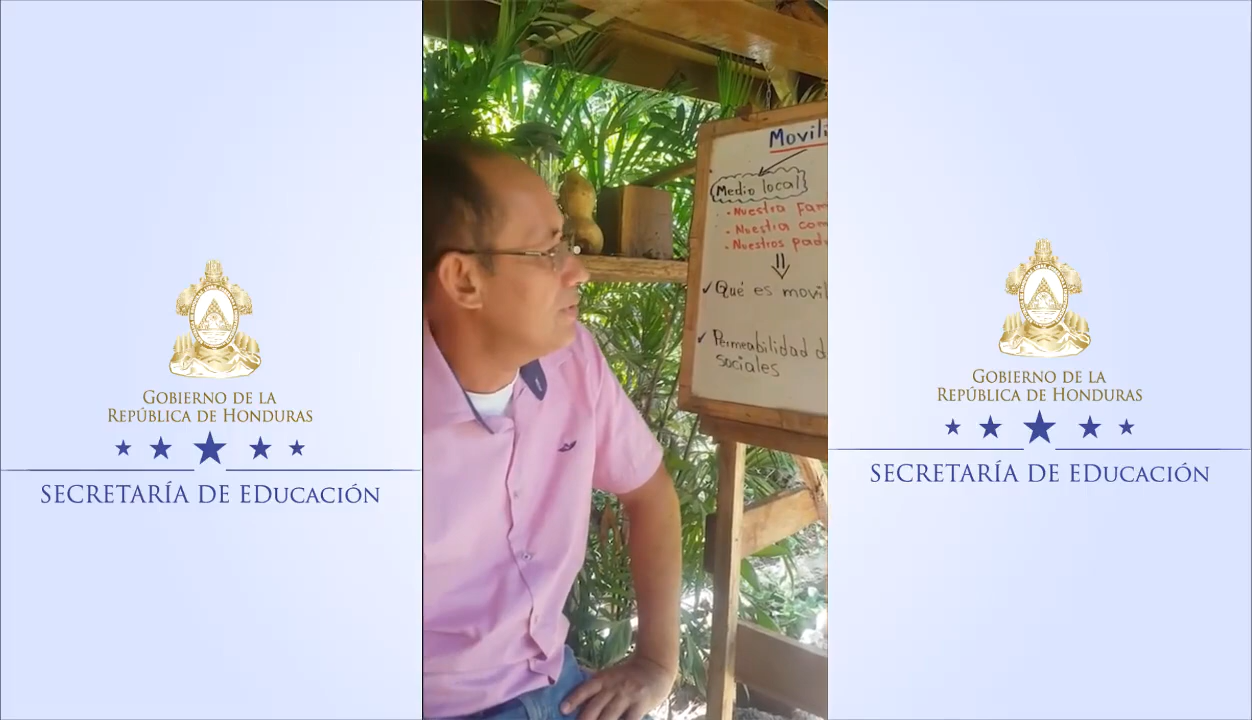 GOBIERNO DE LA
REPÚBLICA DE HONDURAS
SECRETARÍA DE EDUCACIÓN
Movili
Medio local
• Nuestra Fam
• Nuestra com
• Nuestros padr
✓ Qué es movil
✓ Permeabilidad d
sociales
GOBIERNO DE LA
REPÚBLICA DE HONDURAS
SECRETARÍA DE EDUCACIÓN